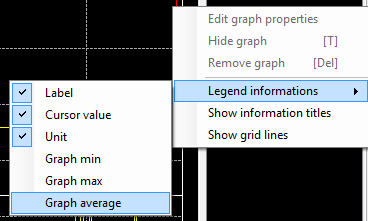 Edit graph properties
Hide graph [T]
Remove graph [Del]
Legend informations
Show information titles
Show grid lines
Label
Cursor value
Unit
Graph min
Graph max
Graph average